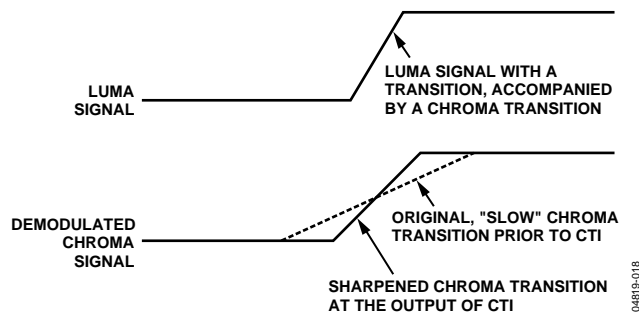 LUMA
SIGNAL
LUMA SIGNAL WITH A
TRANSITION, ACCOMPANIED
BY A CHROMA TRANSITION
DEMODULATED
CHROMA
SIGNAL
ORIGINAL, "SLOW" CHROMA
TRANSITION PRIOR TO CTI
SHARPENED CHROMA TRANSITION
AT THE OUTPUT OF CTI
04819-018